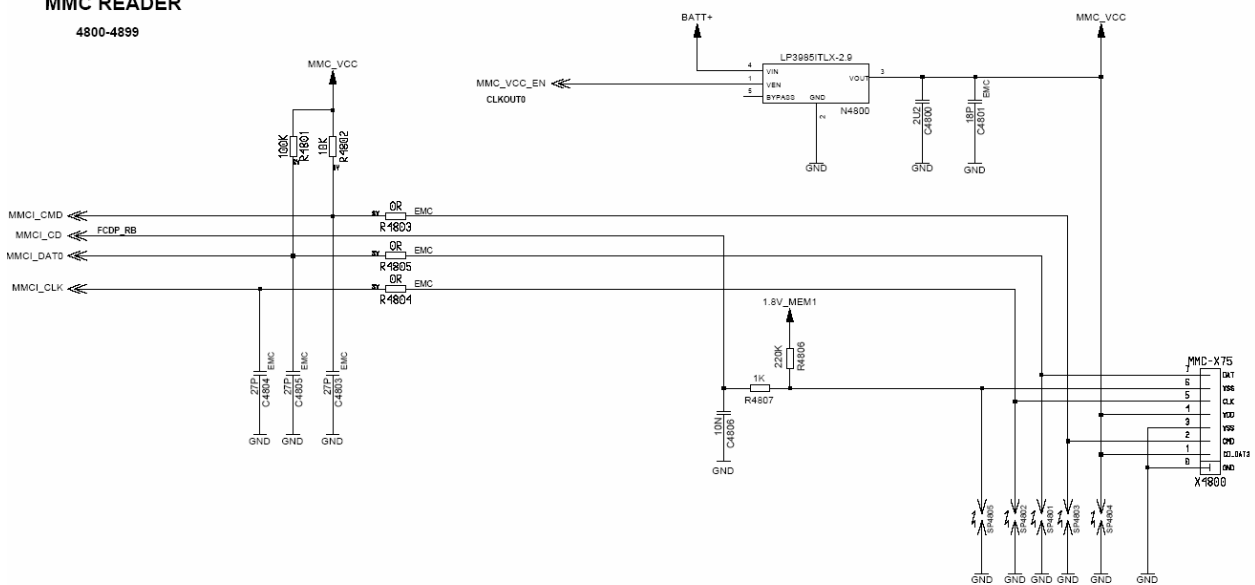 MMC READER
4800-4899
BATT+
MMC_VCC
LP3985ITLX-2.9
4
VIN
1
VEN
5
BYPASS
GND
2
VOUT
3
N4800
MMC_VCC_EN
CLKOUT0
2U2
C4800
18P
C4801
EMC
GND
GND
GND
MMC_VCC
100K
R4801
10K
R4802
MMCI_CMD
MMCI_CD
FCDP_RB
MMCI_DAT0
MMCI_CLK
0R
EMC
R4803
0R
EMC
R4805
0R
EMC
R4804
27P
C4804
EMC
27P
C4805
EMC
27P
C4803
EMC
GND
GND
GND
1.8V_MEM1
220K
R4806
1K
R4807
10N
C4806
GND
MMC-X75
7
DAT
6
VSS
5
CLK
4
VDD
3
VSS
2
CMD
1
CD_DAT3
GND
X4800
SP4805
SP4802
SP4801
SP4803
SP4804
GND
GND
GND
GND
GND
GND